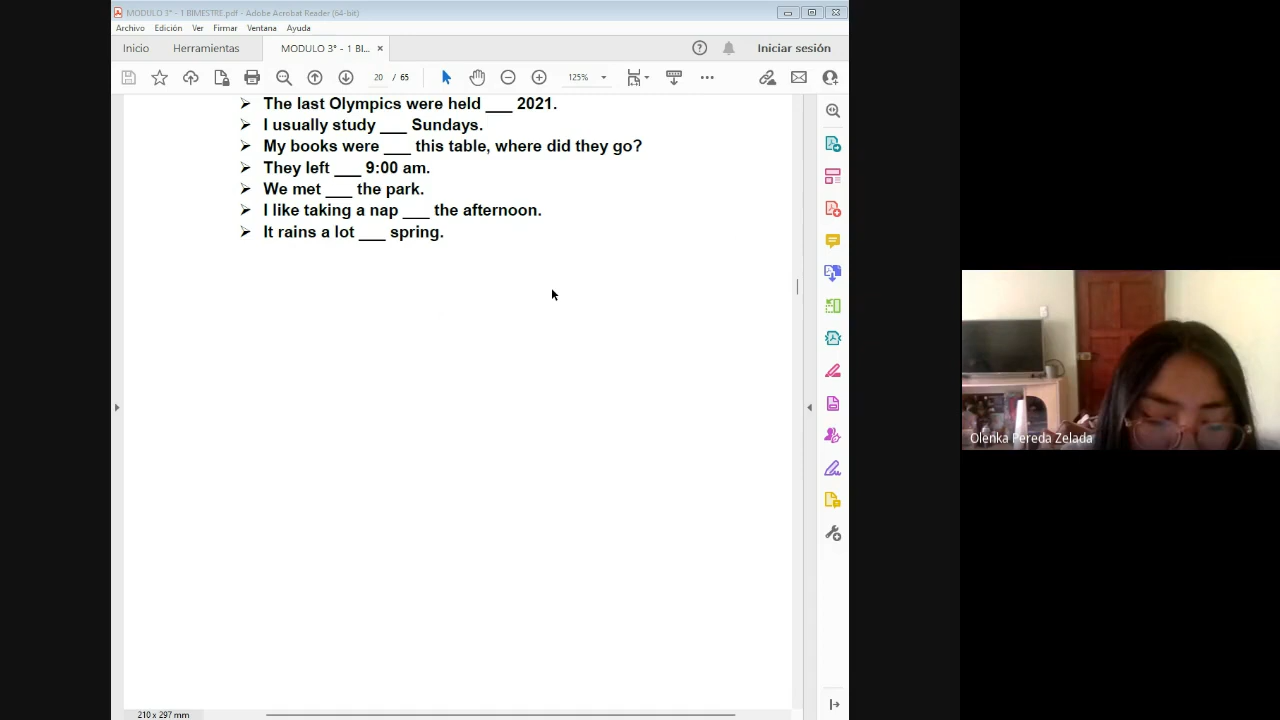 MODULO 3° - 1 BIMESTRE.pdf - Adobe Acrobat Reader (64-bit)
Archivo Edición Ver Firmar Ventana Ayuda
Inicio Herramientas MODULO 3° - 1 BI... × Iniciar sesión
20 / 65 125%
➢ The last Olympics were held ___ 2021.
➢ I usually study ___ Sundays.
➢ My books were ___ this table, where did they go?
➢ They left ___ 9:00 am.
➢ We met ___ the park.
➢ I like taking a nap ___ the afternoon.
➢ It rains a lot ___ spring.
Olenka Pereda Zelada
210 x 297 mm